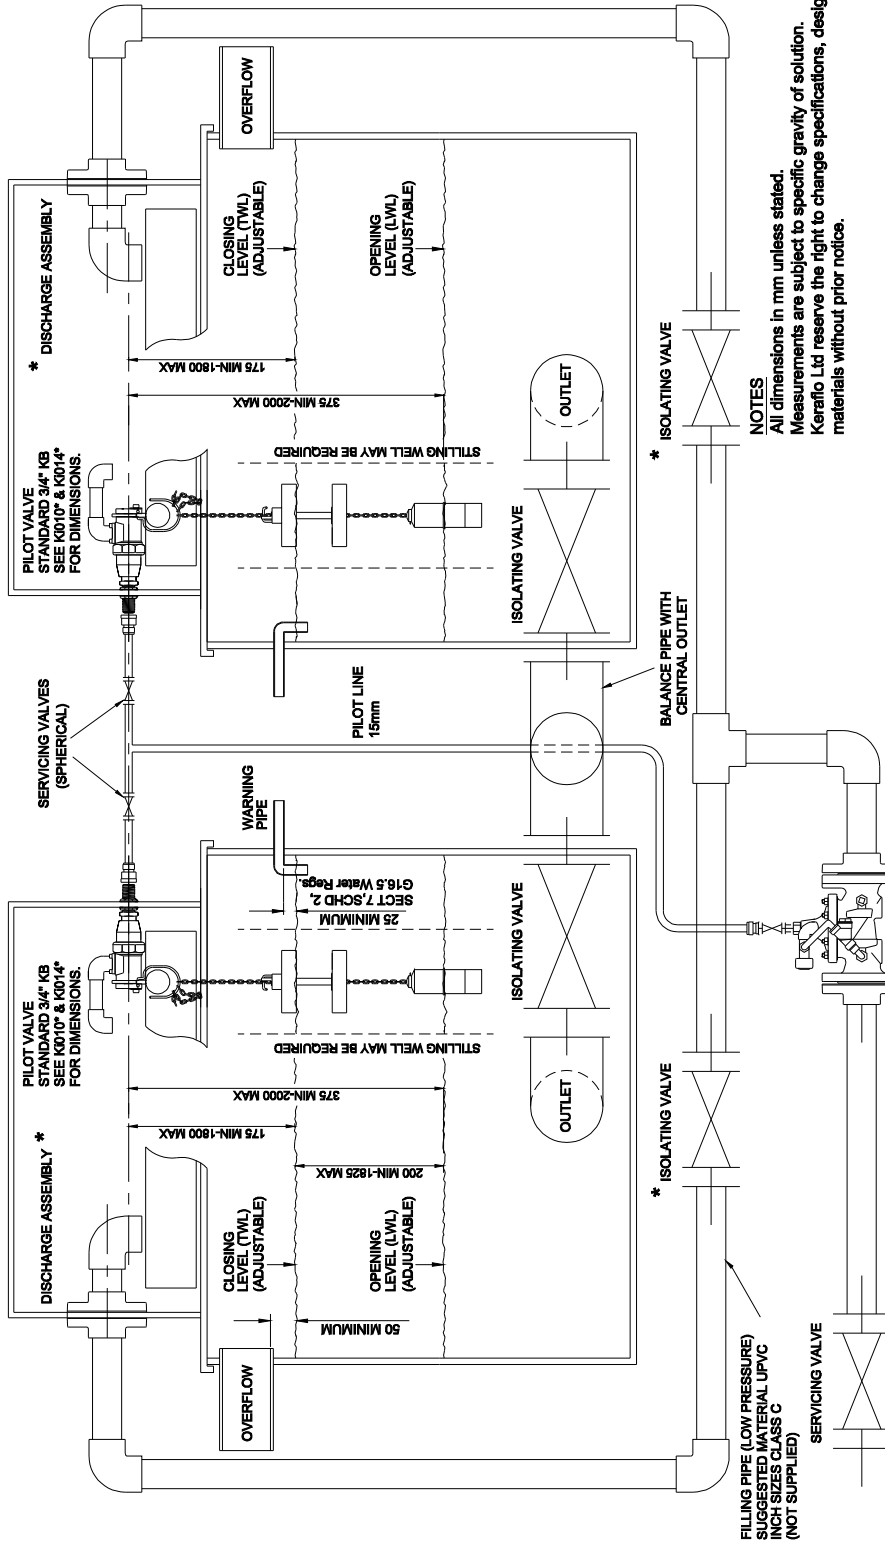 PILOT VALVE
STANDARD 3/4" KB
SEE KI010* & KI014*
FOR DIMENSIONS.
SERVICING VALVES
(SPHERICAL)
PILOT VALVE
STANDARD 3/4" KB
SEE KI010* & KI014*
FOR DIMENSIONS.
DISCHARGE ASSEMBLY *
* DISCHARGE ASSEMBLY
OVERFLOW
CLOSING
LEVEL (TWL)
(ADJUSTABLE)
50 MINIMUM
OPENING
LEVEL (LWL)
(ADJUSTABLE)
175 MIN-1800 MAX
375 MIN-2000 MAX
200 MIN-1825 MAX
STILLING WELL MAY BE REQUIRED
25 MINIMUM
SECT 7,SCHD 2,
G16.5 Water Regs.
WARNING
PIPE
PILOT LINE
15mm
STILLING WELL MAY BE REQUIRED
375 MIN-2000 MAX
175 MIN-1800 MAX
CLOSING
LEVEL (TWL)
(ADJUSTABLE)
OPENING
LEVEL (LWL)
(ADJUSTABLE)
OVERFLOW
OUTLET
ISOLATING VALVE
ISOLATING VALVE
OUTLET
BALANCE PIPE WITH
CENTRAL OUTLET
* ISOLATING VALVE
* ISOLATING VALVE
FILLING PIPE (LOW PRESSURE)
SUGGESTED MATERIAL UPVC
INCH SIZES CLASS C
(NOT SUPPLIED)
SERVICING VALVE
NOTES
All dimensions in mm unless stated.
Measurements are subject to specific gravity of solution.
Keraflo Ltd reserve the right to change specifications,
materials without prior notice.